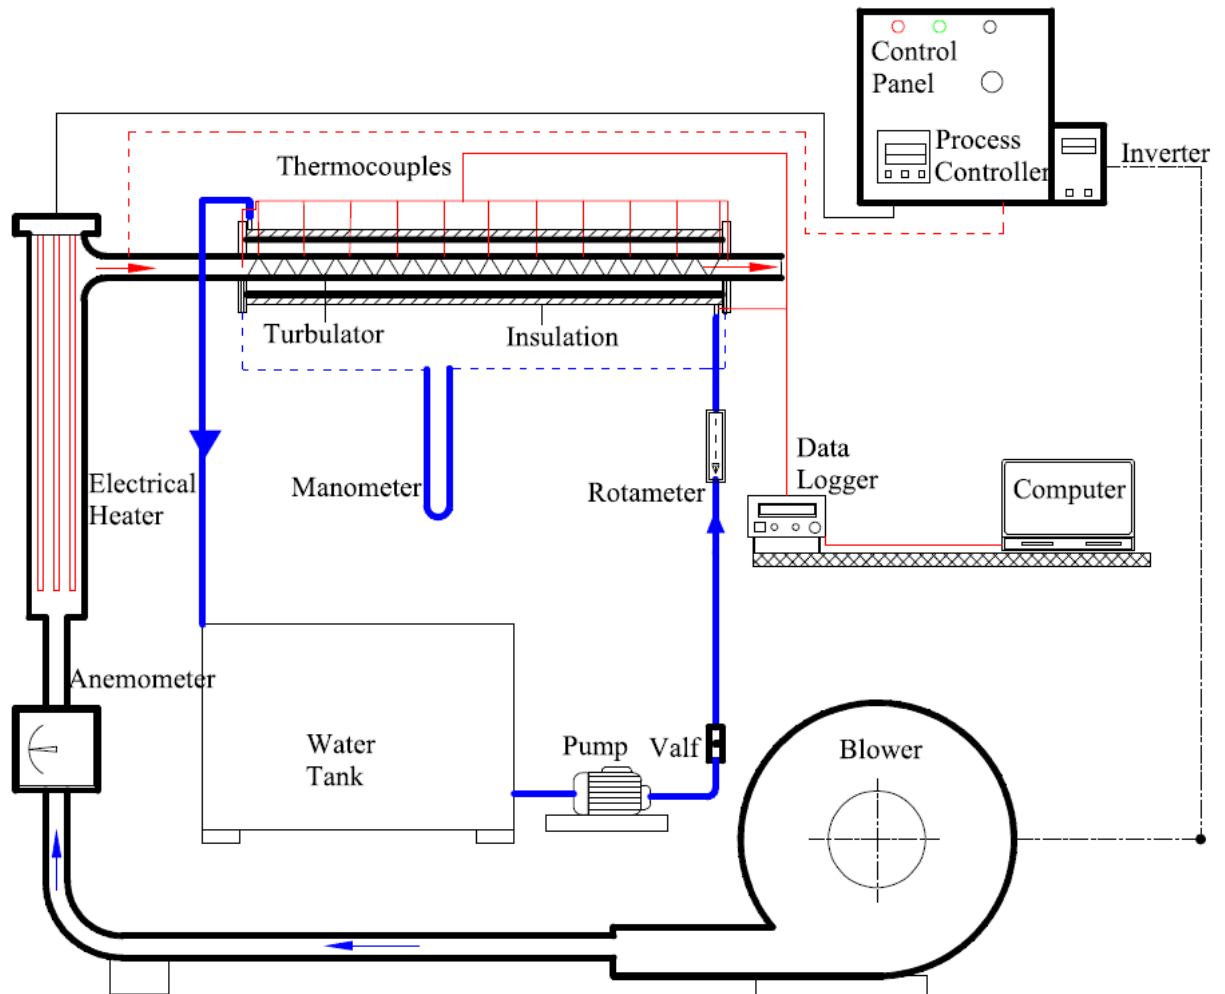 Control
Panel
Process
Controller
Inverter
Thermocouples
Turbulator
Insulation
Electrical
Heater
Manometer
Rotameter
Data
Logger
Computer
Anemometer
Water
Tank
Pump
Valf
Blower